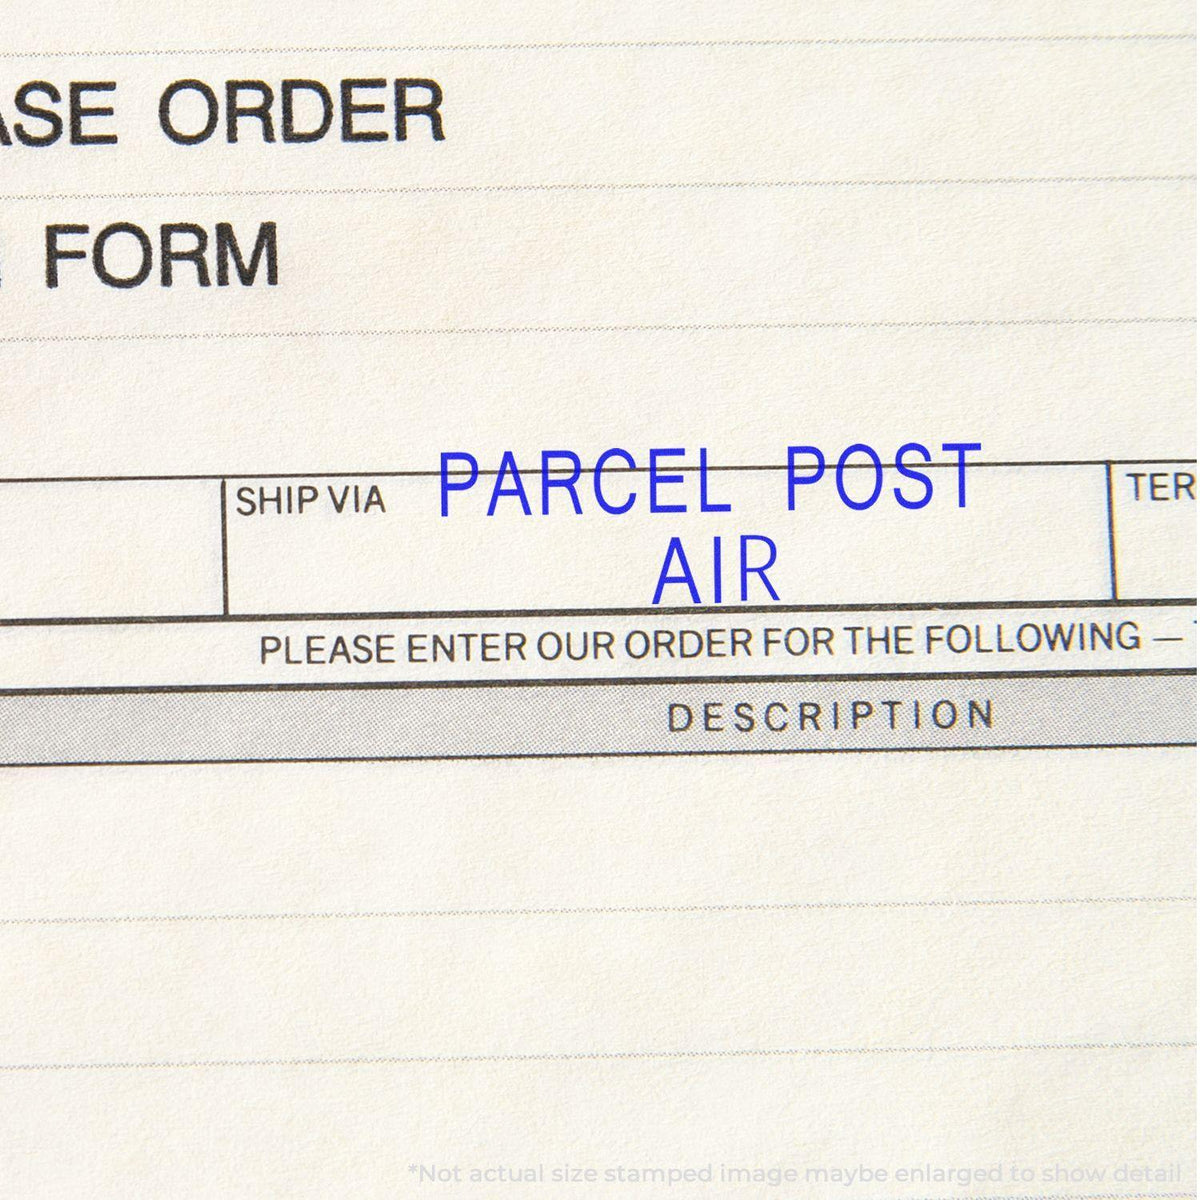 ASE ORDER
FORM
SHIP VIA
PARCEL POST
AIR
TER
PLEASE ENTER OUR ORDER FOR THE FOLLOWING —
DESCRIPTION
*Not actual size stamped image maybe enlarged to show detail